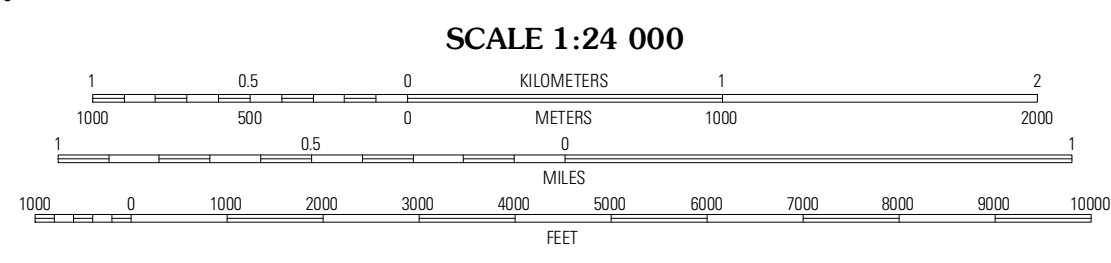 SCALE 1:24 000
1 0.5 0 KILOMETERS 1 2
1000 500 0 METERS 1000 2000
1 0.5 0 1
MILES
1000 0 1000 2000 3000 4000 5000 6000 7000 8000 9000 10000
FEET